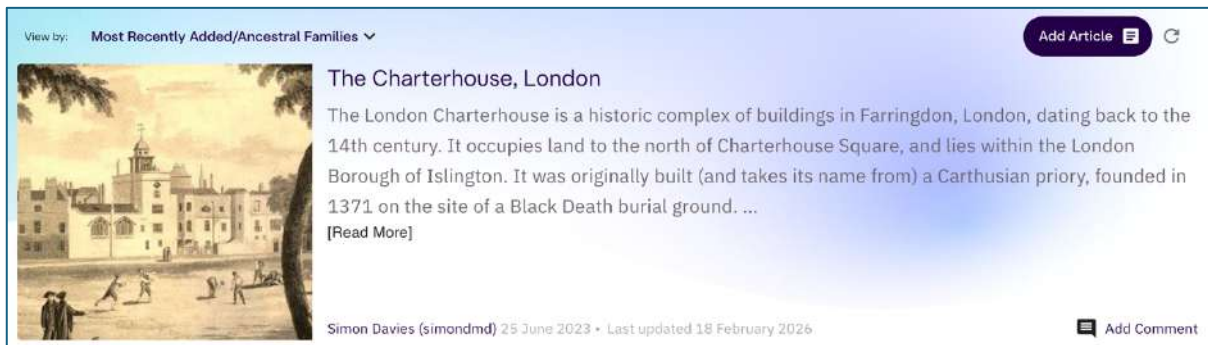 View by: Most Recently Added/Ancestral Families
Add Article
The Charterhouse, London
The London Charterhouse is a historic complex of buildings in Farringdon, London, dating back to the
14th century. It occupies land to the north of Charterhouse Square, and lies within the London
Borough of Islington. It was originally built (and takes its name from) a Carthusian priory, founded in
1371 on the site of a Black Death burial ground. ...
[Read More]
Simon Davies (simondmd) 25 June 2023 • Last updated 18 February 2026
Add Comment